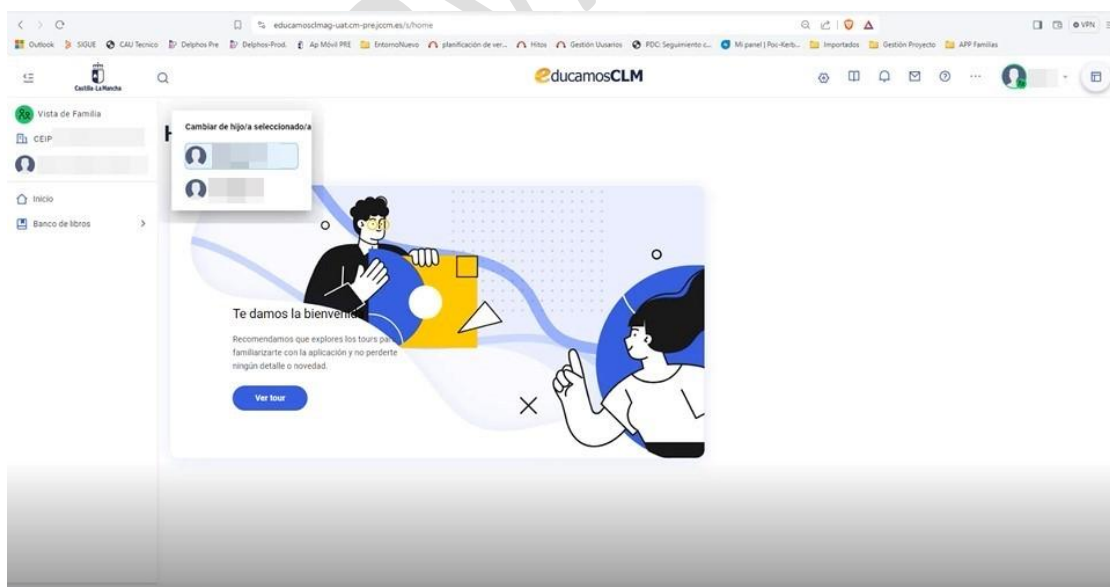 educamosclmag-uat.cm-pre.jccm.es/s/home
VPN
Outlook SIGUE CAU Tecnico Delphos Pre Delphos-Prod. Ap Móvil PRE EntornoNuevo planificación de ver... Hitos Gestión Usuarios PDC: Seguimiento c... Mi panel | Poc-Kerb... Importados Gestión Proyecto APP Familias
Castilla-La Mancha
educamosCLM
Vista de Familia
CEIP
Cambiar de hijo/a seleccionado/a
Inicio
Banco de libros
Te damos la
Recomendamos que explores los tours
familiarizarte con la aplicación y no perderte
ningún detalle o novedad.
Ver tour